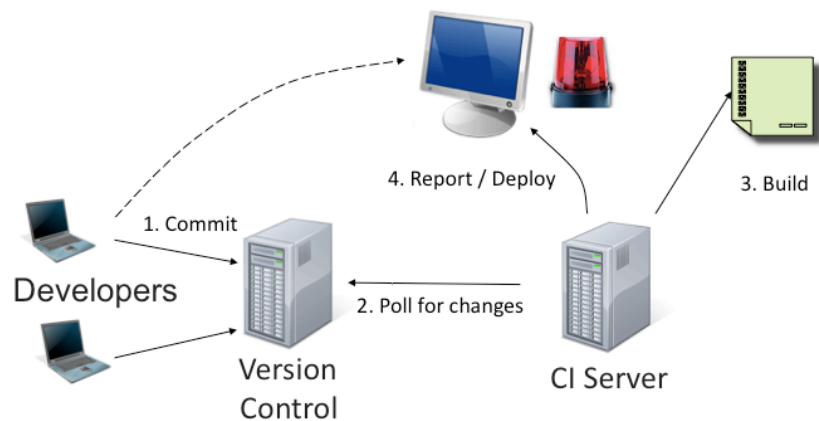 4. Report / Deploy
3. Build
1. Commit
Developers
2. Poll for changes
Version
Control
CI Server